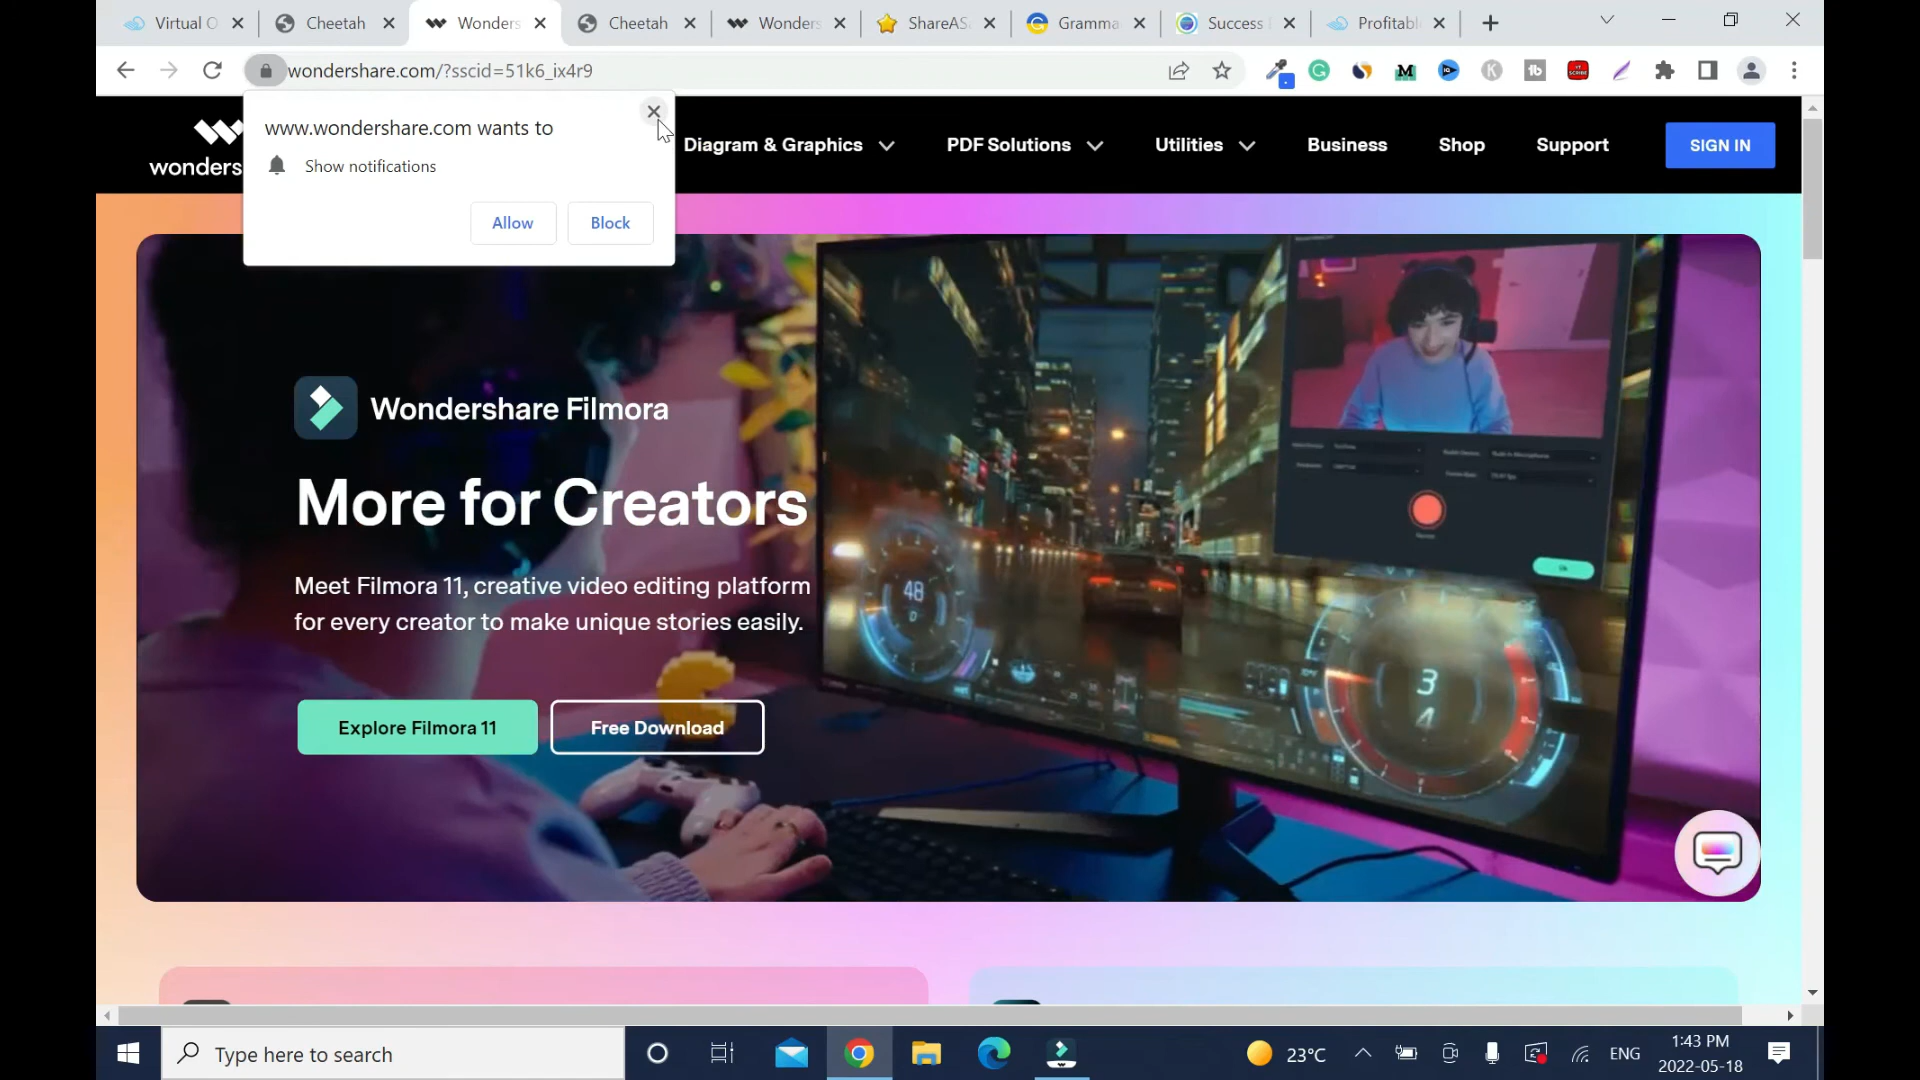 Virtual O
Cheetah
Wonders
Cheetah
Wonders
ShareAS
Gramma
Success
Profitabl
wondershare.com/?sscid=51k6_ix4r9
www.wondershare.com wants to
Show notifications
Allow
Block
wonders
Diagram & Graphics
PDF Solutions
Utilities
Business
Shop
Support
SIGN IN
Wondershare Filmora
More for Creators
Meet Filmora 11, creative video editing platform
for every creator to make unique stories easily.
Explore Filmora 11
Free Download
48
D
3
4
Type here to search
23°C
ENG
1:43 PM
2022-05-18